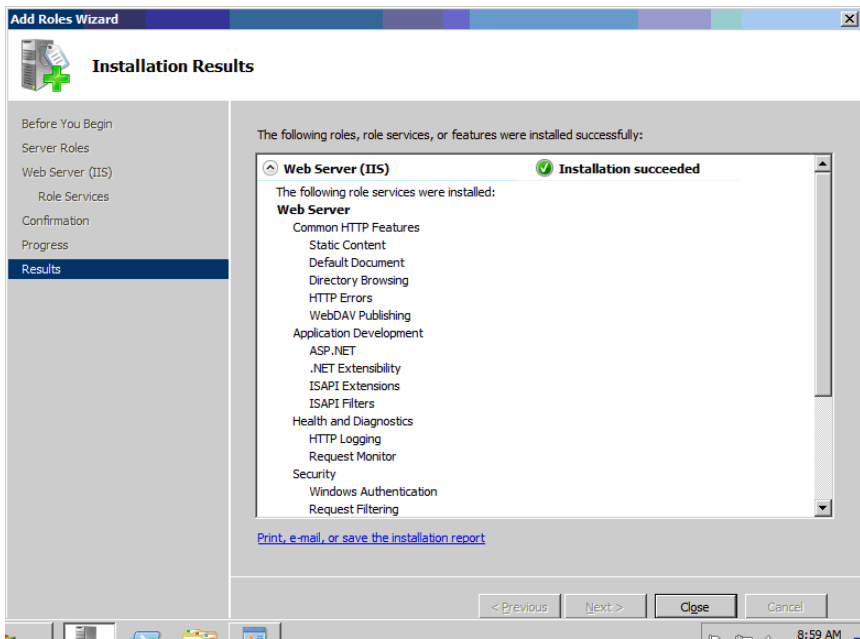 Add Roles Wizard
Installation Results
Before You Begin
Server Roles
Web Server (IIS)
Role Services
Confirmation
Progress
Results
The following roles, role services, or features were installed successfully:
Web Server (IIS) Installation succeeded
The following role services were installed:
Web Server
Common HTTP Features
Static Content
Default Document
Directory Browsing
HTTP Errors
WebDAV Publishing
Application Development
ASP.NET
.NET Extensibility
ISAPI Extensions
ISAPI Filters
Health and Diagnostics
HTTP Logging
Request Monitor
Security
Windows Authentication
Request Filtering
Print, e-mail, or save the installation report
< Previous Next > Close Cancel
8:59 AM